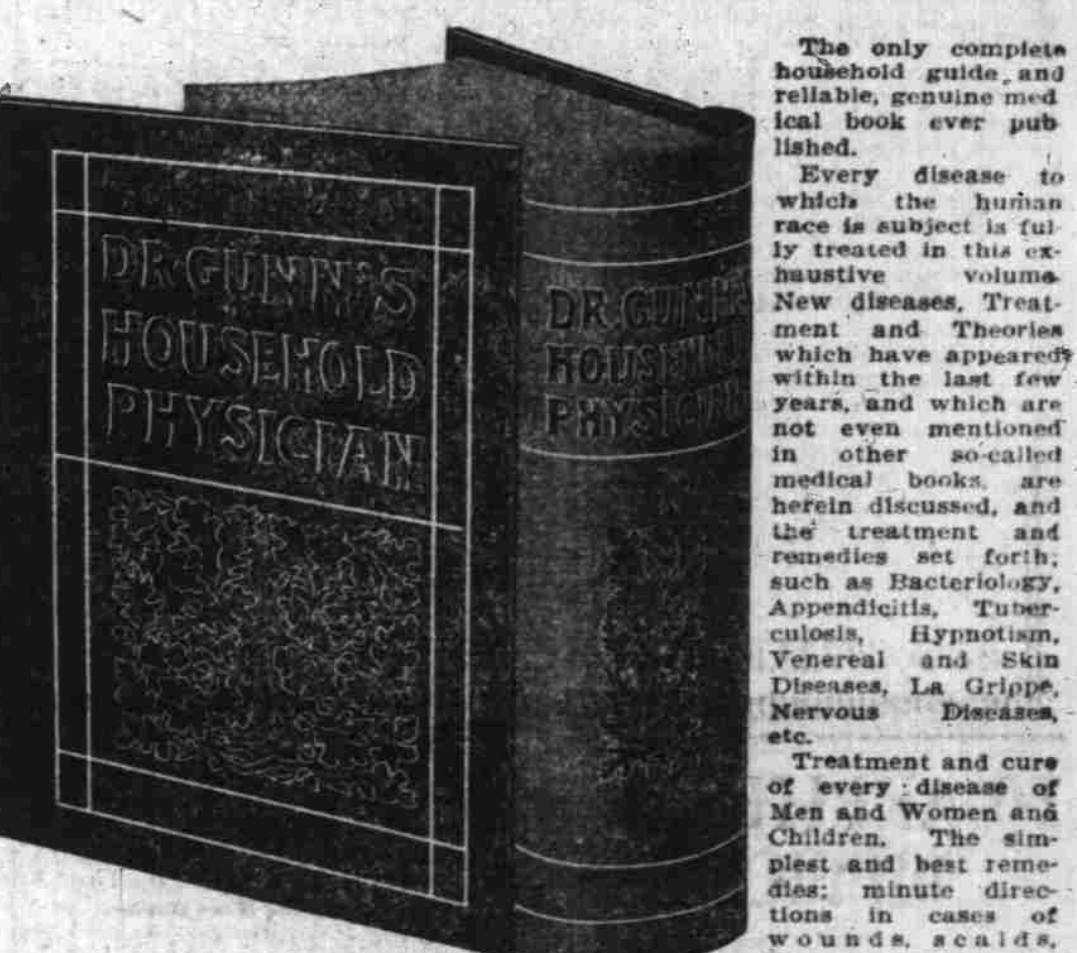 DR. GUNN'S
HOUSEHOLD
PHYSICIAN
DR. GUNN'S
PHYSICIAN
The only complete
household guide, and
reliable, genuine med
ical book ever pub
lished.
Every disease to
which the human
race is subject is ful-
ly treated in this ex-
haustive volume
New diseases, Treat-
ment and Theories
which have appeared
within the last few
years, and which are
not even mentioned
in other so-called
medical books, are
herein discussed, and
the treatment and
remedies set forth,
such as Bacteriology,
Appendicitis, Tuber-
culosis, Hypnotism,
Venereal and Skin
Diseases, La Grippe,
Nervous Diseases,
etc.
Treatment and cure
of every disease of
Men and Women and
Children. The sim-
plest and best reme-
dies; minute direc-
tions in cases of
wounds, scalds,